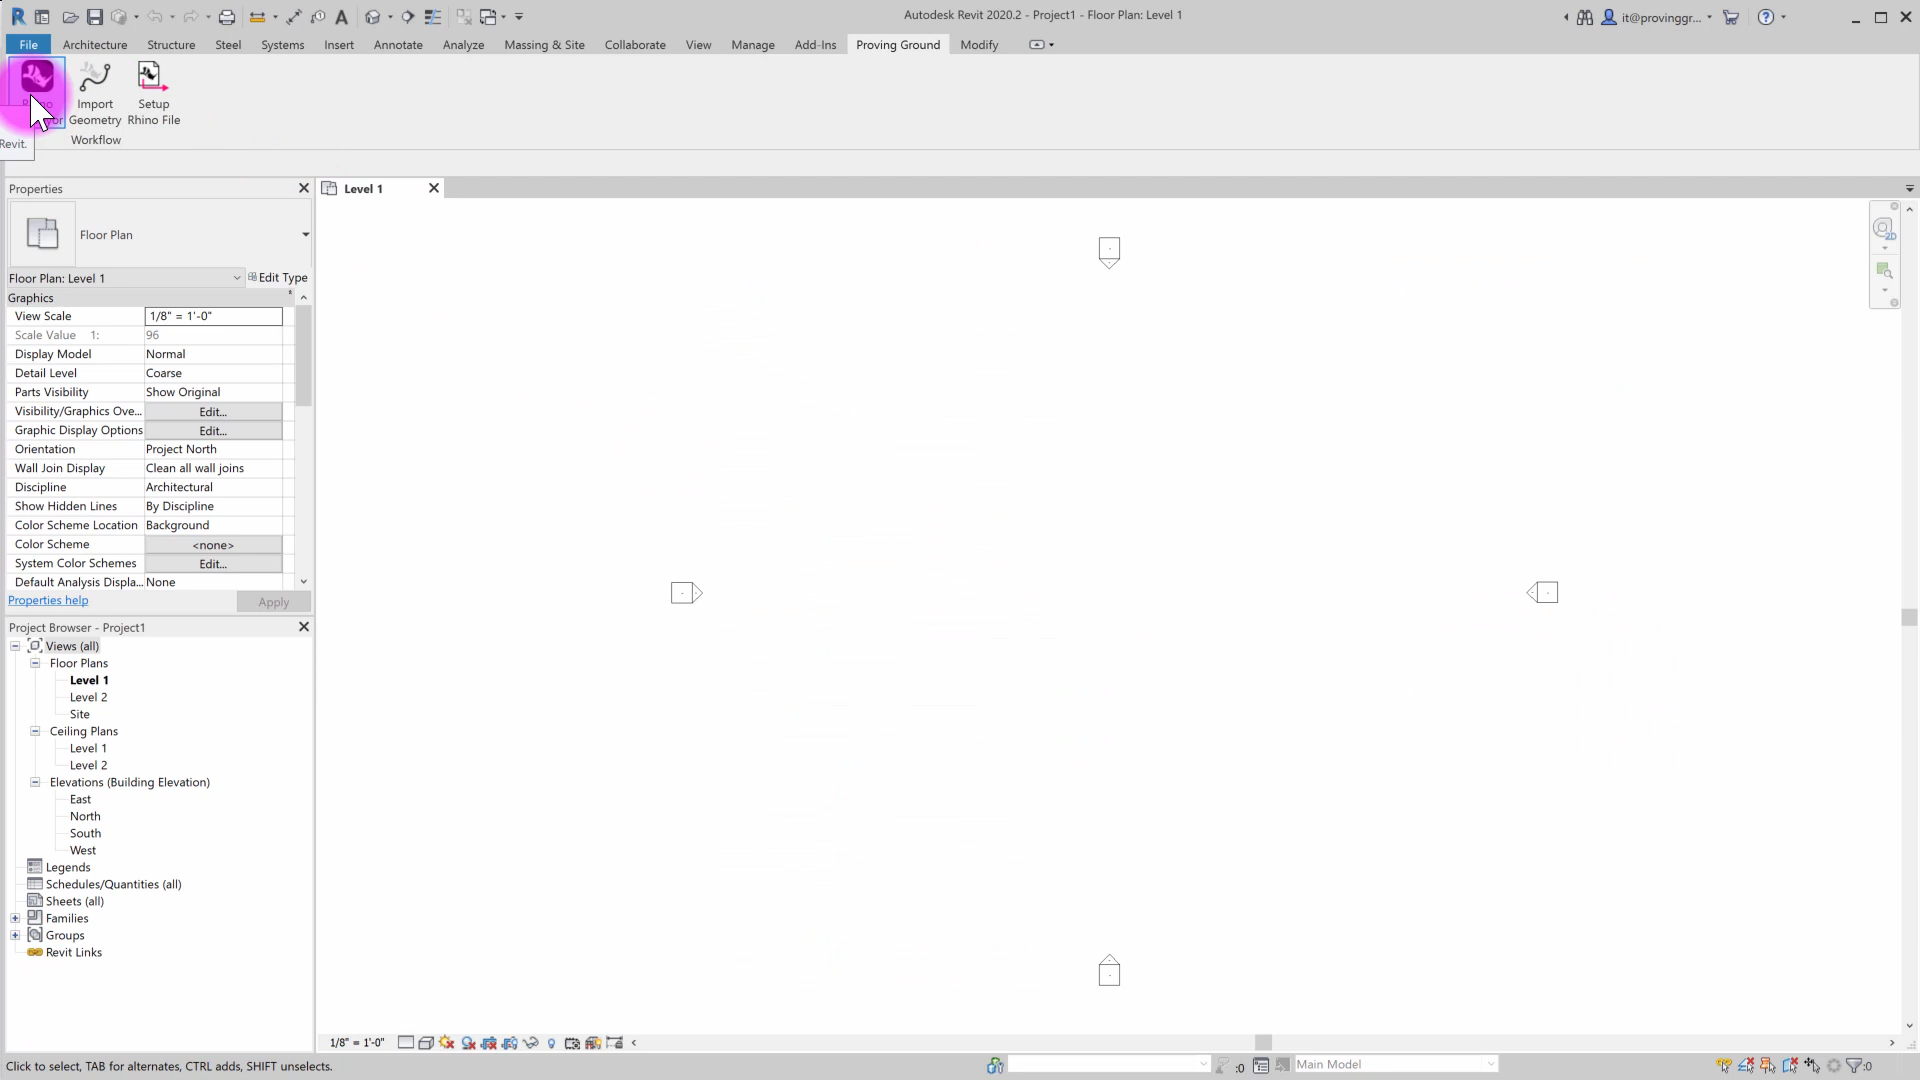 Autodesk Revit 2020.2 - Project1 - Floor Plan: Level 1
it@provinggr...
File Architecture Structure Steel Systems Insert Annotate Analyze Massing & Site Collaborate View Manage Add-Ins Proving Ground Modify
Import Geometry
Setup Rhino File
Revit.
Workflow
Properties
Level 1
Floor Plan
Floor Plan: Level 1
Edit Type
Graphics
View Scale 1/8" = 1'-0"
Scale Value 1: 96
Display Model Normal
Detail Level Coarse
Parts Visibility Show Original
Visibility/Graphics Ove... Edit...
Graphic Display Options Edit...
Orientation Project North
Wall Join Display Clean all wall joins
Discipline Architectural
Show Hidden Lines By Discipline
Color Scheme Location Background
Color Scheme <none>
System Color Schemes Edit...
Default Analysis Displa... None
Properties help Apply
Project Browser - Project1
Views (all)
Floor Plans
Level 1
Level 2
Site
Ceiling Plans
Level 1
Level 2
Elevations (Building Elevation)
East
North
South
West
Legends
Schedules/Quantities (all)
Sheets (all)
Families
Groups
Revit Links
2D
1/8" = 1'-0"
Click to select, TAB for alternates, CTRL adds, SHIFT unselects.
:0
Main Model
:0